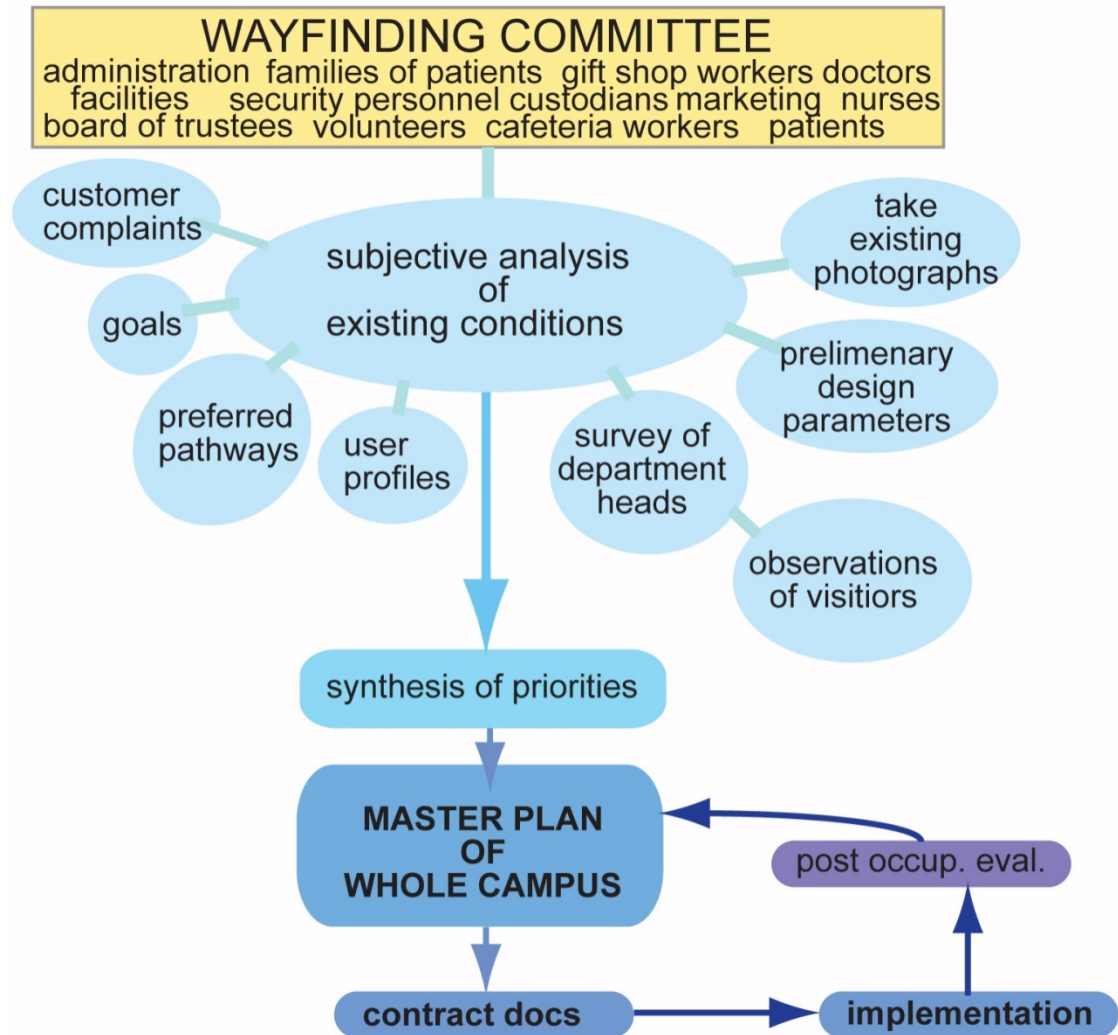 WAYFINDING COMMITTEE
administration families of patients gift shop workers doctors
facilities security personnel custodians marketing nurses
board of trustees volunteers cafeteria workers patients
customer
complaints
goals
preferred
pathways
user
profiles
subjective analysis
of
existing conditions
take
existing
photographs
prelimenary
design
parameters
survey of
department
heads
observations
of visitiors
synthesis of priorities
MASTER PLAN
OF
WHOLE CAMPUS
post occup. eval.
contract docs
implementation